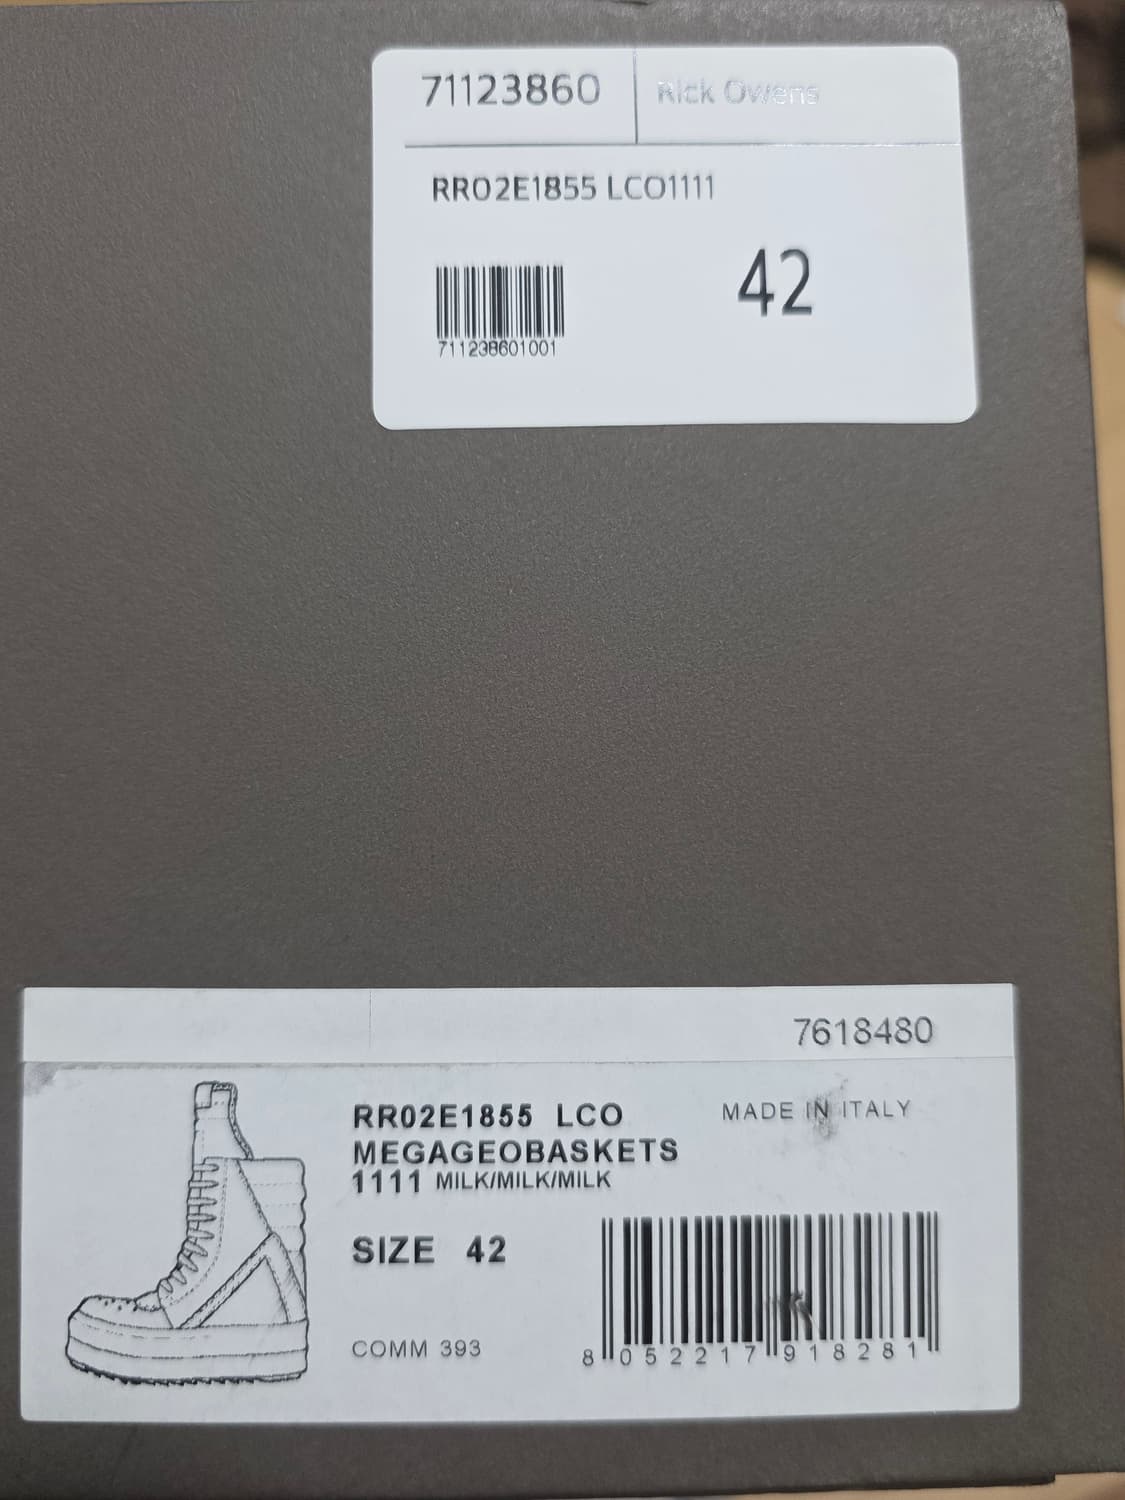 71123860
Rick Owens
RR02E1855 LCO1111
42
711238601001
7618480
RR02E1855 LCO
MADE IN ITALY
MEGAGEOBASKETS
1111 MILK/MILK/MILK
SIZE 42
COMM 393
8 052217 918281